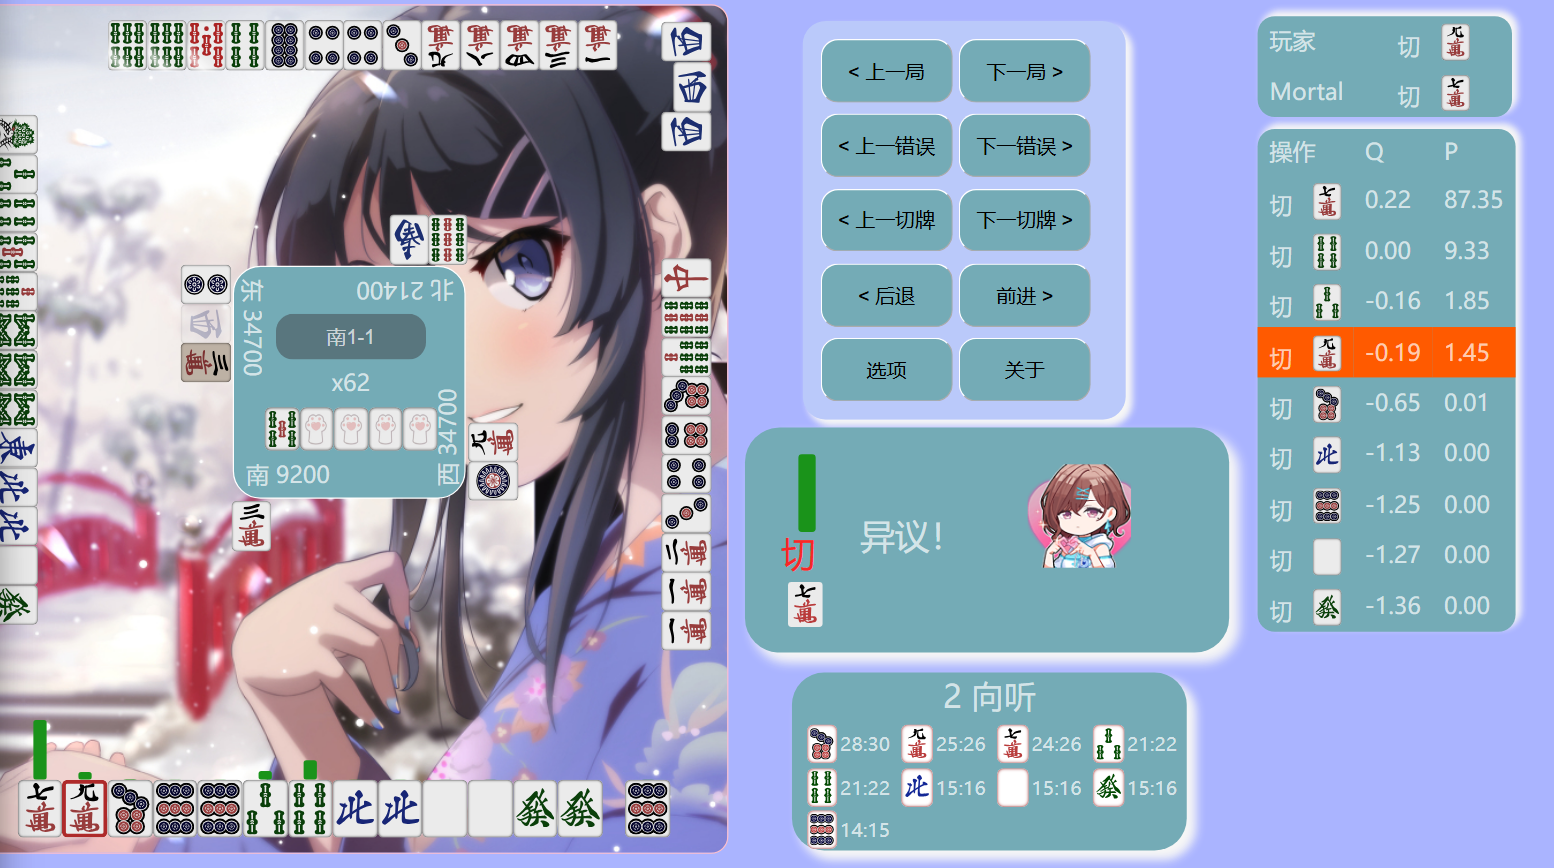 东 34700
北 21400
南1-1
x62
西 34700
南 9200
< 上一局
下一局 >
< 上一错误
下一错误 >
< 上一切牌
下一切牌 >
< 后退
前进 >
选项
关于
切
异议！
2 向听
28:30
25:26
24:26
21:22
21:22
15:16
15:16
15:16
14:15
玩家 切
Mortal 切
操作 Q P
切 0.22 87.35
切 0.00 9.33
切 -0.16 1.85
切 -0.19 1.45
切 -0.65 0.01
切 -1.13 0.00
切 -1.25 0.00
切 -1.27 0.00
切 -1.36 0.00